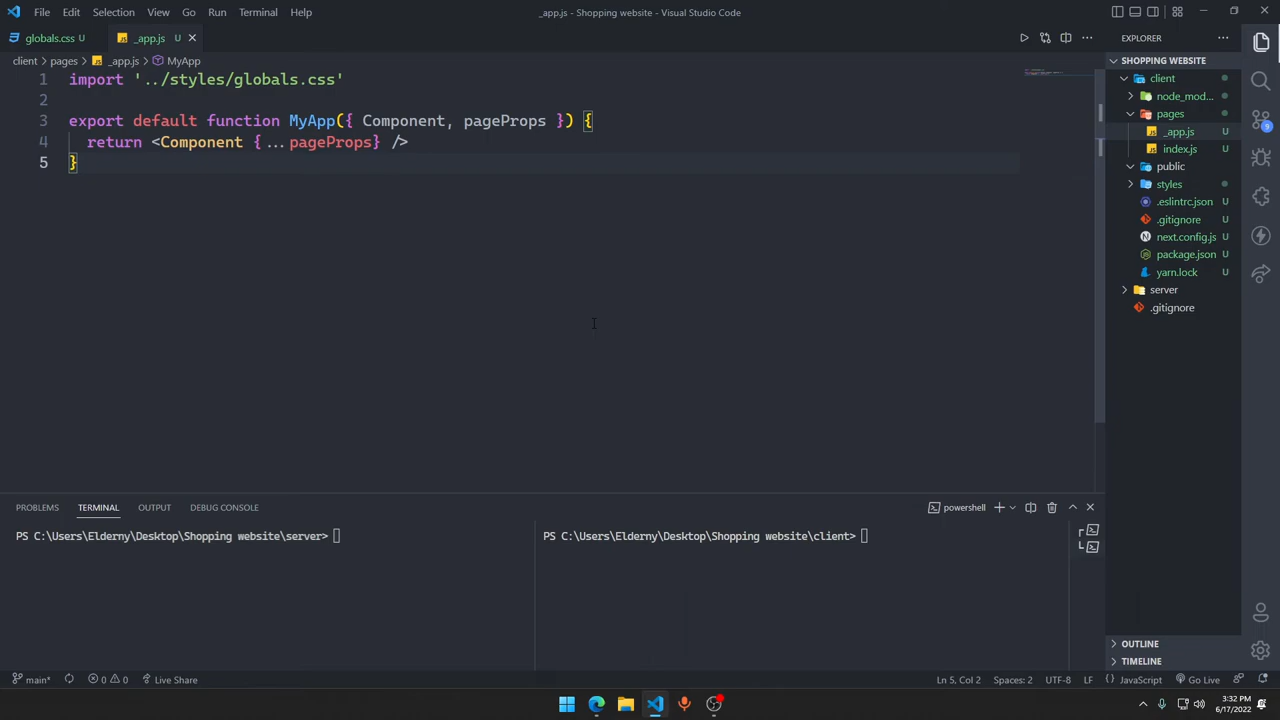 File Edit Selection View Go Run Terminal Help
_app.js - Shopping website - Visual Studio Code
globals.css U
_app.js U
client > pages > _app.js > MyApp
1 import '../styles/globals.css'
2
3 export default function MyApp({ Component, pageProps }) {
4 return <Component {...pageProps} />
5 }
EXPLORER
SHOPPING WEBSITE
client
node_mod...
pages
_app.js U
index.js U
public
styles
.eslintrc.json U
.gitignore U
next.config.js U
package.json U
yarn.lock U
server
.gitignore
9
PROBLEMS TERMINAL OUTPUT DEBUG CONSOLE
powershell
PS C:\Users\Elderny\Desktop\Shopping website\server>
PS C:\Users\Elderny\Desktop\Shopping website\client>
OUTLINE
TIMELINE
main* 0 0 Live Share
Ln 5, Col 2 Spaces: 2 UTF-8 LF {} JavaScript Go Live
3:32 PM
6/17/2022